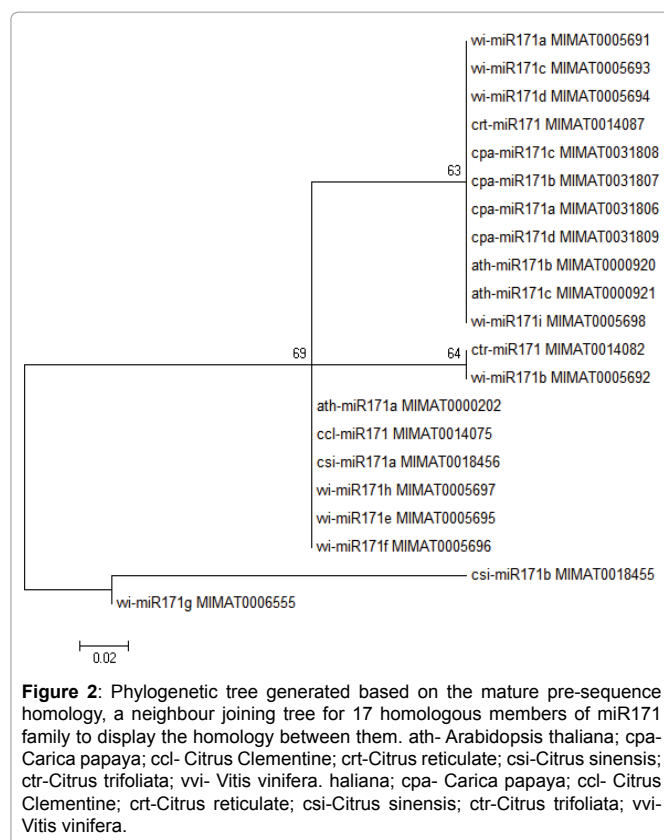 vvi-miR171a MIMAT0005691
vvi-miR171c MIMAT0005693
vvi-miR171d MIMAT0005694
crt-miR171 MIMAT0014087
cpa-miR171c MIMAT0031808
63
cpa-miR171b MIMAT0031807
cpa-miR171a MIMAT0031806
cpa-miR171d MIMAT0031809
ath-miR171b MIMAT0000920
ath-miR171c MIMAT0000921
vvi-miR171i MIMAT0005698
69
64
ctr-miR171 MIMAT0014082
vvi-miR171b MIMAT0005692
ath-miR171a MIMAT0000202
ccl-miR171 MIMAT0014075
csi-miR171a MIMAT0018456
vvi-miR171h MIMAT0005697
vvi-miR171e MIMAT0005695
vvi-miR171f MIMAT0005696
csi-miR171b MIMAT0018455
vvi-miR171g MIMAT0006555
0.02
Figure 2: Phylogenetic tree generated based on the mature pre-sequence
homology, a neighbour joining tree for 17 homologous members of miR171
family to display the homology between them. ath- Arabidopsis thaliana; cpa-
Carica papaya; ccl- Citrus Clementine; crt-Citrus reticulate; csi-Citrus sinensis;
ctr-Citrus trifoliata; vvi- Vitis vinifera. haliana; cpa- Carica papaya; ccl- Citrus
Clementine; crt-Citrus reticulate; csi-Citrus sinensis; ctr-Citrus trifoliata; vvi-
Vitis vinifera.